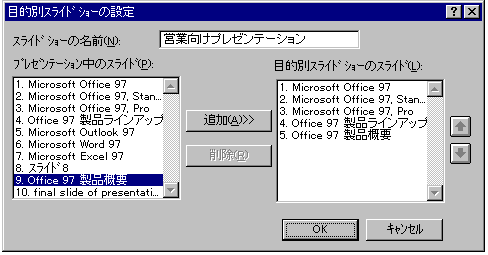 目的別ｽﾗｲﾄﾞｼｮｰの設定
ｽﾗｲﾄﾞｼｮｰの名前(N):
営業向けプレゼンテーション
ﾌﾟﾚｾﾞﾝﾃｰｼｮﾝ中のｽﾗｲﾄﾞ(P):
1. Microsoft Office 97
2. Microsoft Office 97, Stan...
3. Microsoft Office 97, Pro
4. Office 97 製品ラインアップ
5. Microsoft Outlook 97
6. Microsoft Word 97
7. Microsoft Excel 97
8. ｽﾗｲﾄﾞ8
9. Office 97 製品概要
10. final slide of presentati...
追加(A)>>
削除(R)
目的別ｽﾗｲﾄﾞｼｮｰのｽﾗｲﾄﾞ(L):
1. Microsoft Office 97
2. Microsoft Office 97, Stan...
3. Microsoft Office 97, Pro
4. Office 97 製品ラインアップ
5. Office 97 製品概要
OK
ｷｬﾝｾﾙ